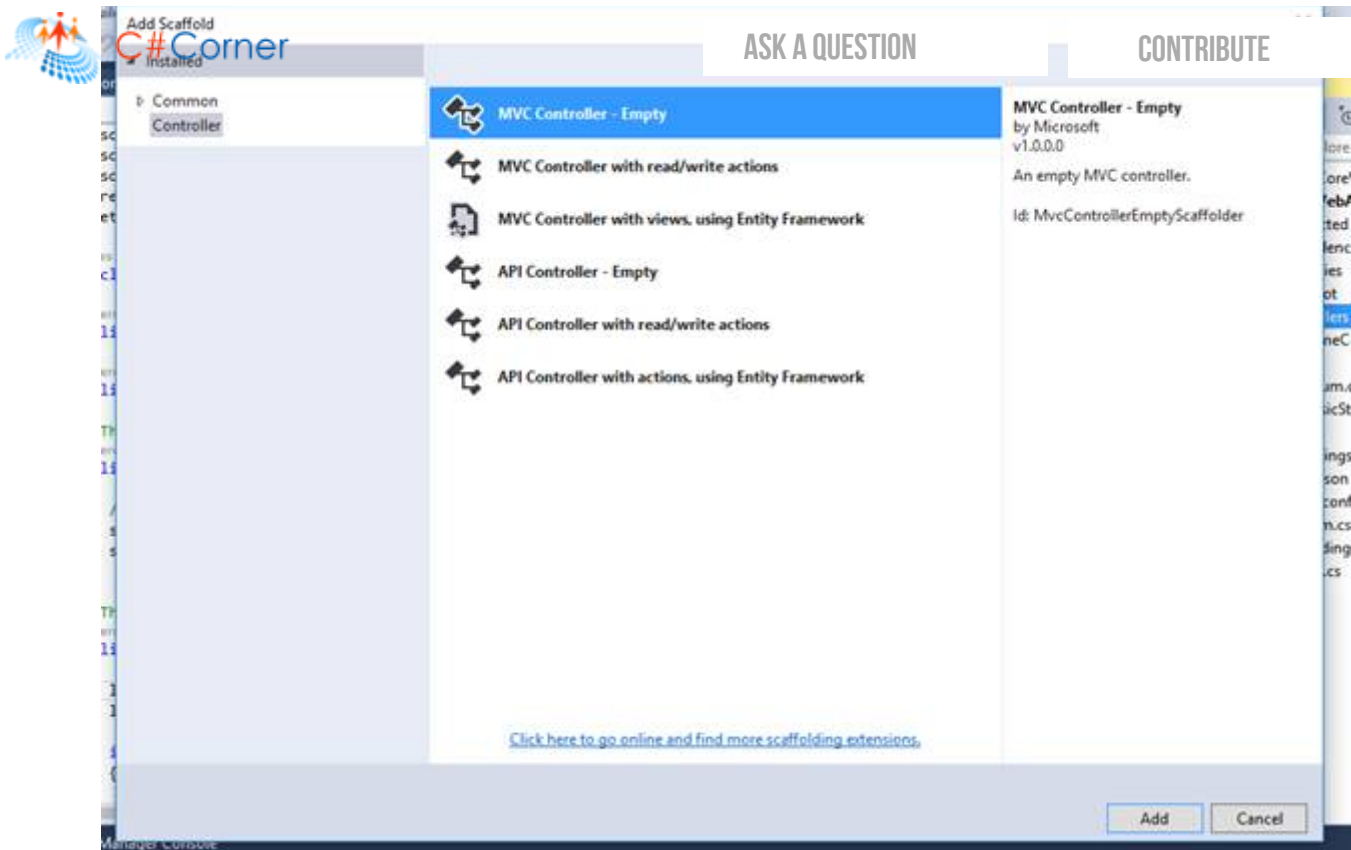 Add Scaffold
C#Corner
ASK A QUESTION
CONTRIBUTE
Installed
Common
Controller
MVC Controller - Empty
MVC Controller with read/write actions
MVC Controller with views, using Entity Framework
API Controller - Empty
API Controller with read/write actions
API Controller with actions, using Entity Framework
Click here to go online and find more scaffolding extensions.
MVC Controller - Empty
by Microsoft
v1.0.0.0
An empty MVC controller.
Id: MvcControllerEmptyScaffolder
Add
Cancel
Manager Console